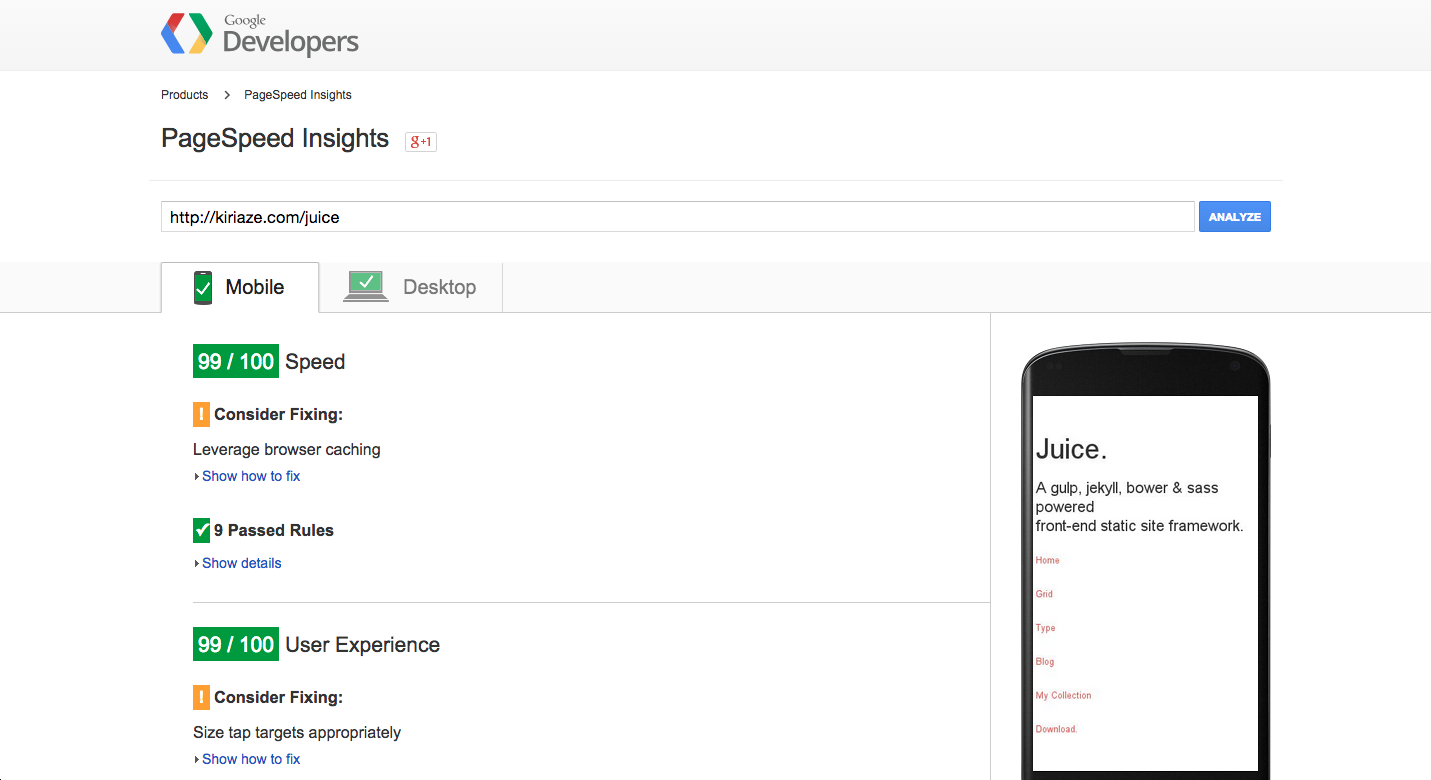 Google
Developers
Products > PageSpeed Insights
PageSpeed Insights g+1
http://kiriaze.com/juice ANALYZE
Mobile Desktop
99 / 100 Speed
! Consider Fixing:
Leverage browser caching
Show how to fix
9 Passed Rules
Show details
99 / 100 User Experience
! Consider Fixing:
Size tap targets appropriately
Show how to fix
Juice.
A gulp, jekyll, bower & sass
powered
front-end static site framework.
Home
Grid
Type
Blog
My Collection
Download.